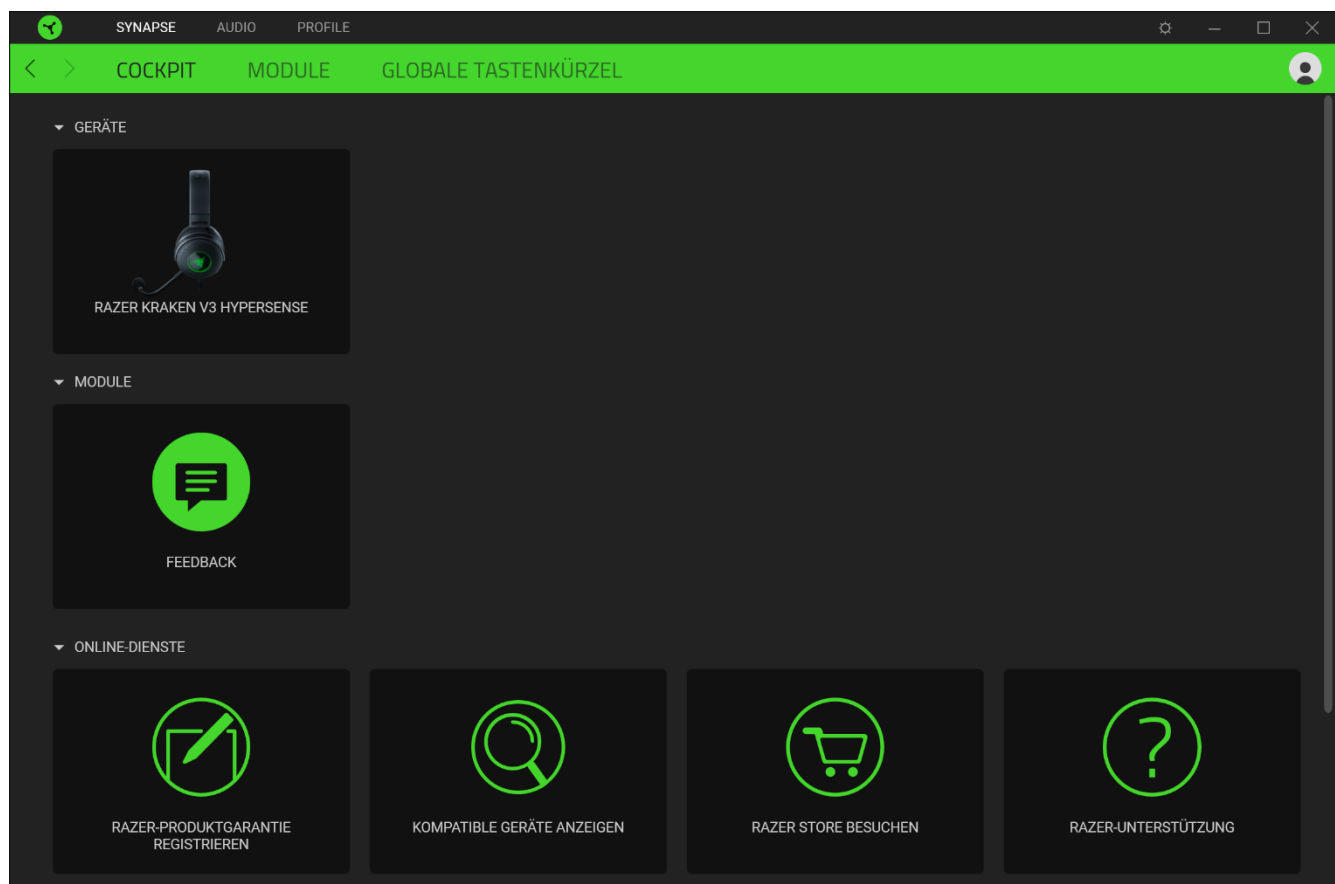 SYNAPSE AUDIO PROFILE
COCKPIT MODULE GLOBALE TASTENKÜRZEL
GERÄTE
RAZER KRAKEN V3 HYPERSENSE
MODULE
FEEDBACK
ONLINE-DIENSTE
RAZER-PRODUKTGARANTIE
REGISTRIEREN
KOMPATIBLE GERÄTE ANZEIGEN
RAZER STORE BESUCHEN
RAZER-UNTERSTÜTZUNG